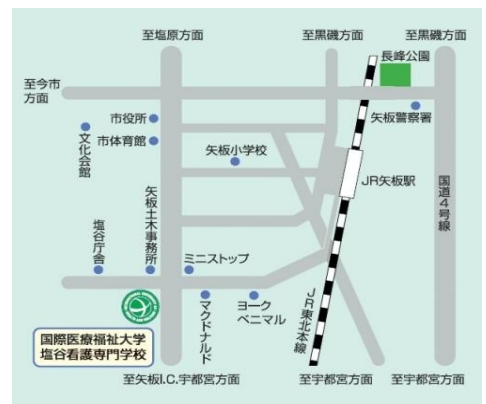 至塩原方面
至黒磯方面
至黒磯方面
長峰公園
至今市
方面
市役所
矢板警察署
文化会館
市体育館
矢板小学校
JR矢板駅
国道4号線
塩谷庁舎
矢板土木事務所
ミニストップ
マクドナルド
ヨーク
ベニマル
JR東北本線
国際医療福祉大学
塩谷看護専門学校
至矢板I.C.宇都宮方面
至宇都宮方面
至宇都宮方面